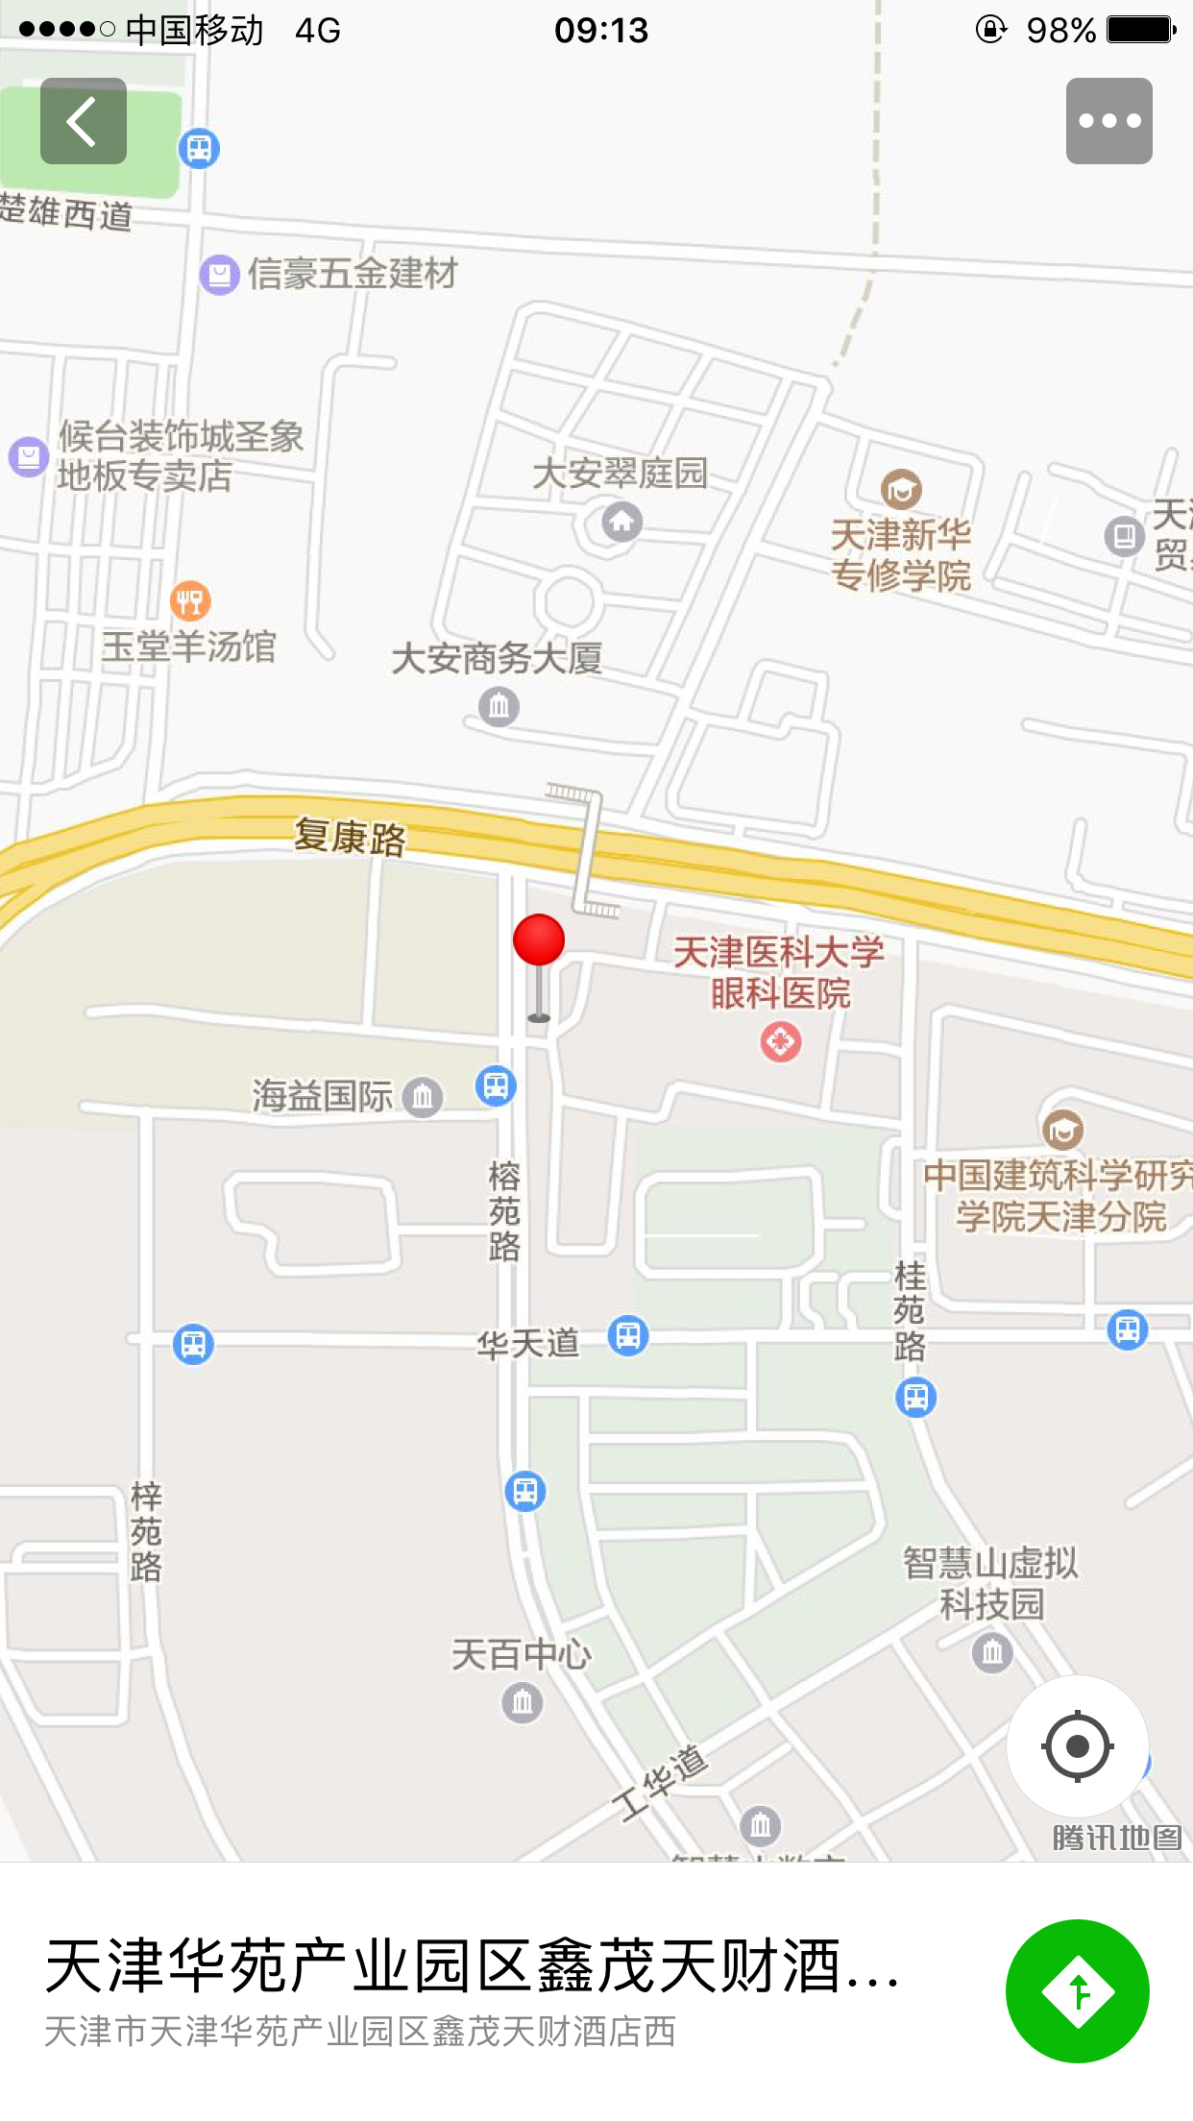 中国移动 4G 09:13 98%
楚雄西道
信豪五金建材
候台装饰城圣象
地板专卖店
大安翠庭园
天津新华
专修学院
天
贸
玉堂羊汤馆
大安商务大厦
复康路
天津医科大学
眼科医院
海益国际
榕苑路
中国建筑科学研究
学院天津分院
桂苑路
华天道
梓苑路
智慧山虚拟
科技园
天百中心
工华道
腾讯地图
天津华苑产业园区鑫茂天财酒...
天津市天津华苑产业园区鑫茂天财酒店西